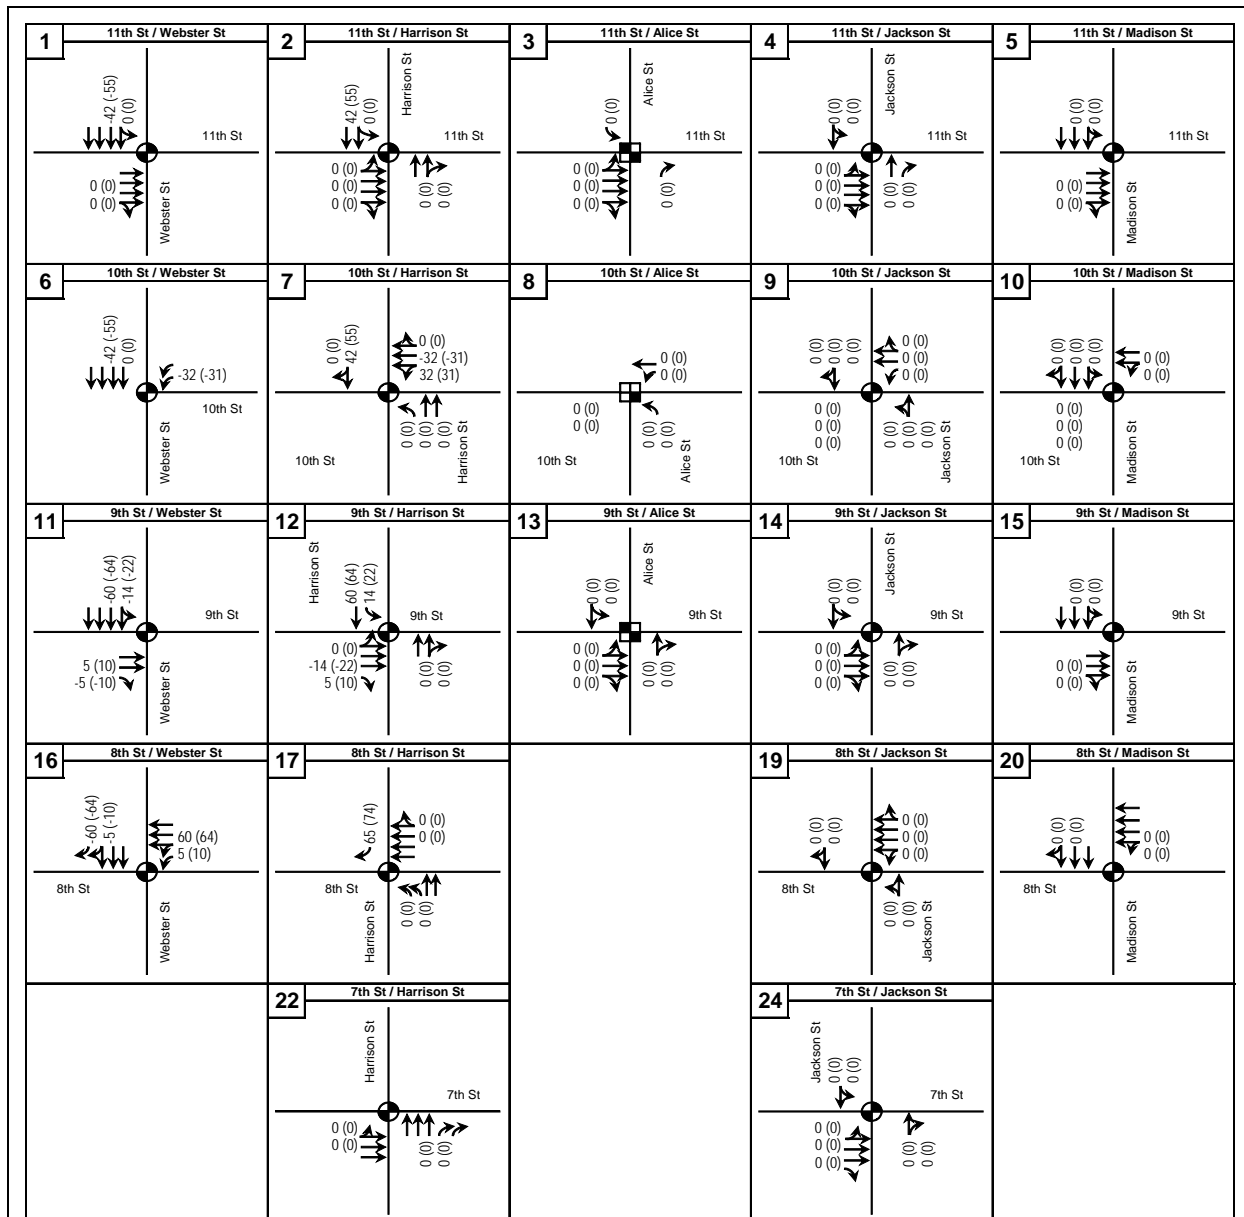 1
11th St / Webster St
-42 (-55)
0 (0)
11th St
0 (0)
0 (0)
Webster St
2
11th St / Harrison St
Harrison St
42 (55)
0 (0)
11th St
0 (0)
0 (0)
0 (0)
0 (0)
0 (0)
3
11th St / Alice St
Alice St
0 (0)
11th St
0 (0)
0 (0)
0 (0)
0 (0)
4
11th St / Jackson St
Jackson St
0 (0)
0 (0)
11th St
0 (0)
0 (0)
0 (0)
0 (0)
0 (0)
5
11th St / Madison St
0 (0)
0 (0)
11th St
0 (0)
0 (0)
Madison St
6
10th St / Webster St
-42 (-55)
0 (0)
-32 (-31)
10th St
Webster St
7
10th St / Harrison St
0 (0)
42 (55)
0 (0)
-32 (-31)
32 (31)
0 (0)
0 (0)
0 (0)
10th St
Harrison St
8
10th St / Alice St
0 (0)
0 (0)
0 (0)
0 (0)
0 (0)
0 (0)
10th St
Alice St
9
10th St / Jackson St
0 (0)
0 (0)
0 (0)
0 (0)
0 (0)
0 (0)
0 (0)
0 (0)
0 (0)
0 (0)
0 (0)
0 (0)
10th St
Jackson St
10
10th St / Madison St
0 (0)
0 (0)
0 (0)
0 (0)
0 (0)
0 (0)
0 (0)
0 (0)
10th St
Madison St
11
9th St / Webster St
-60 (-64)
-14 (-22)
9th St
5 (10)
-5 (-10)
Webster St
12
9th St / Harrison St
Harrison St
60 (64)
14 (22)
9th St
0 (0)
-14 (-22)
5 (10)
0 (0)
0 (0)
13
9th St / Alice St
0 (0)
0 (0)
Alice St
9th St
0 (0)
0 (0)
0 (0)
0 (0)
0 (0)
14
9th St / Jackson St
0 (0)
0 (0)
Jackson St
9th St
0 (0)
0 (0)
0 (0)
0 (0)
0 (0)
15
9th St / Madison St
0 (0)
0 (0)
9th St
0 (0)
0 (0)
Madison St
16
8th St / Webster St
-60 (-64)
-5 (-10)
60 (64)
5 (10)
8th St
Webster St
17
8th St / Harrison St
65 (74)
0 (0)
0 (0)
8th St
Harrison St
0 (0)
0 (0)
19
8th St / Jackson St
0 (0)
0 (0)
0 (0)
0 (0)
0 (0)
8th St
0 (0)
0 (0)
Jackson St
20
8th St / Madison St
0 (0)
0 (0)
0 (0)
0 (0)
8th St
Madison St
22
7th St / Harrison St
Harrison St
7th St
0 (0)
0 (0)
0 (0)
0 (0)
24
7th St / Jackson St
Jackson St
0 (0)
0 (0)
7th St
0 (0)
0 (0)
0 (0)
0 (0)
0 (0)